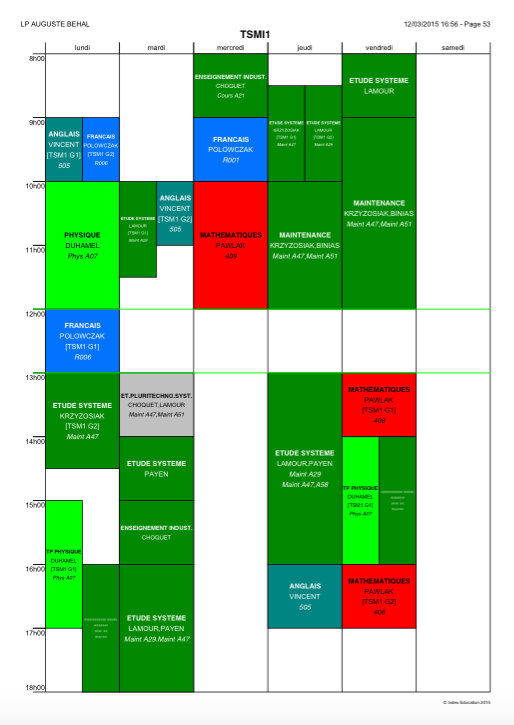 LP AUGUSTE BEHAL
12/03/2015 16:56 - Page 53
TSMI1
lundi
mardi
mercredi
jeudi
vendredi
samedi
8h00
9h00
10h00
11h00
12h00
13h00
14h00
15h00
16h00
17h00
18h00
ANGLAIS
VINCENT
[TSM1 G1]
505
FRANCAIS
POLOWCZAK
[TSM1 G2]
R006
PHYSIQUE
DUHAMEL
Phys A07
FRANCAIS
POLOWCZAK
[TSM1 G1]
R006
ETUDE SYSTEME
KRZYZOSIAK
[TSM1 G2]
Maint A47
TP PHYSIQUE
DUHAMEL
[TSM1 G1]
Phys A07
ETUDE SYSTEME
LAMOUR
[TSM1 G1]
ANGLAIS
VINCENT
[TSM1 G2]
505
ET.PLURITECHNO.SYST.
CHOQUET,LAMOUR
Maint A47,Maint A51
ETUDE SYSTEME
PAYEN
ENSEIGNEMENT INDUST.
CHOQUET
ETUDE SYSTEME
LAMOUR,PAYEN
Maint A29,Maint A47
ENSEIGNEMENT INDUST.
CHOQUET
Cours A21
FRANCAIS
POLOWCZAK
R001
MATHEMATIQUES
PAWLAK
409
ETUDE SYSTEME
KRZYZOSIAK
[TSM1 G1]
Maint A47
ETUDE SYSTEME
LAMOUR
[TSM1 G2]
Maint A29
MAINTENANCE
KRZYZOSIAK,BINIAS
Maint A47,Maint A51
ETUDE SYSTEME
LAMOUR,PAYEN
Maint A29
Maint A47,A58
ANGLAIS
VINCENT
505
ETUDE SYSTEME
LAMOUR
MAINTENANCE
KRZYZOSIAK,BINIAS
Maint A47,Maint A51
MATHEMATIQUES
PAWLAK
[TSM1 G1]
409
TP PHYSIQUE
DUHAMEL
[TSM1 G2]
Phys A07
MATHEMATIQUES
PAWLAK
[TSM1 G2]
409
© Index Education 2015